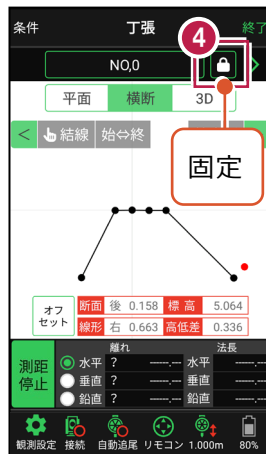 条件 丁張 終了
4
NO,0
平面 横断 3D
< 結線 始⇔終
固定
オフセット 断面 後 0.158 標高 5.064
線形 右 0.663 高低差 0.336
離れ 法長
測距停止 水平 ? -----.--- 水平 -----.---
垂直 ? -----.--- 垂直 -----.---
鉛直 ? -----.--- 鉛直 -----.---
観測設定 接続 自動追尾 リモコン 1.000m 80%